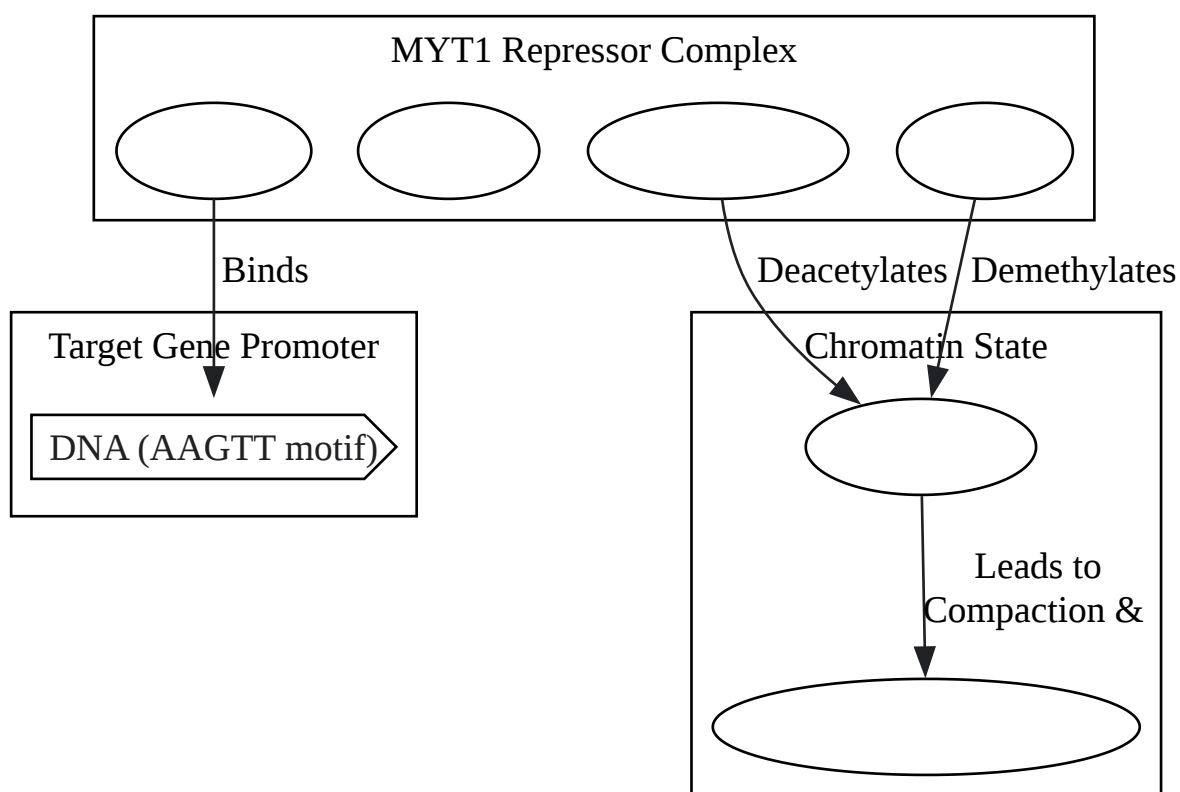 MYT1 Repressor Complex
Binds
Deacetylates
Demethylates
Target Gene Promoter
Chromatin State
DNA (AAGTT motif)
Leads to
Compaction &